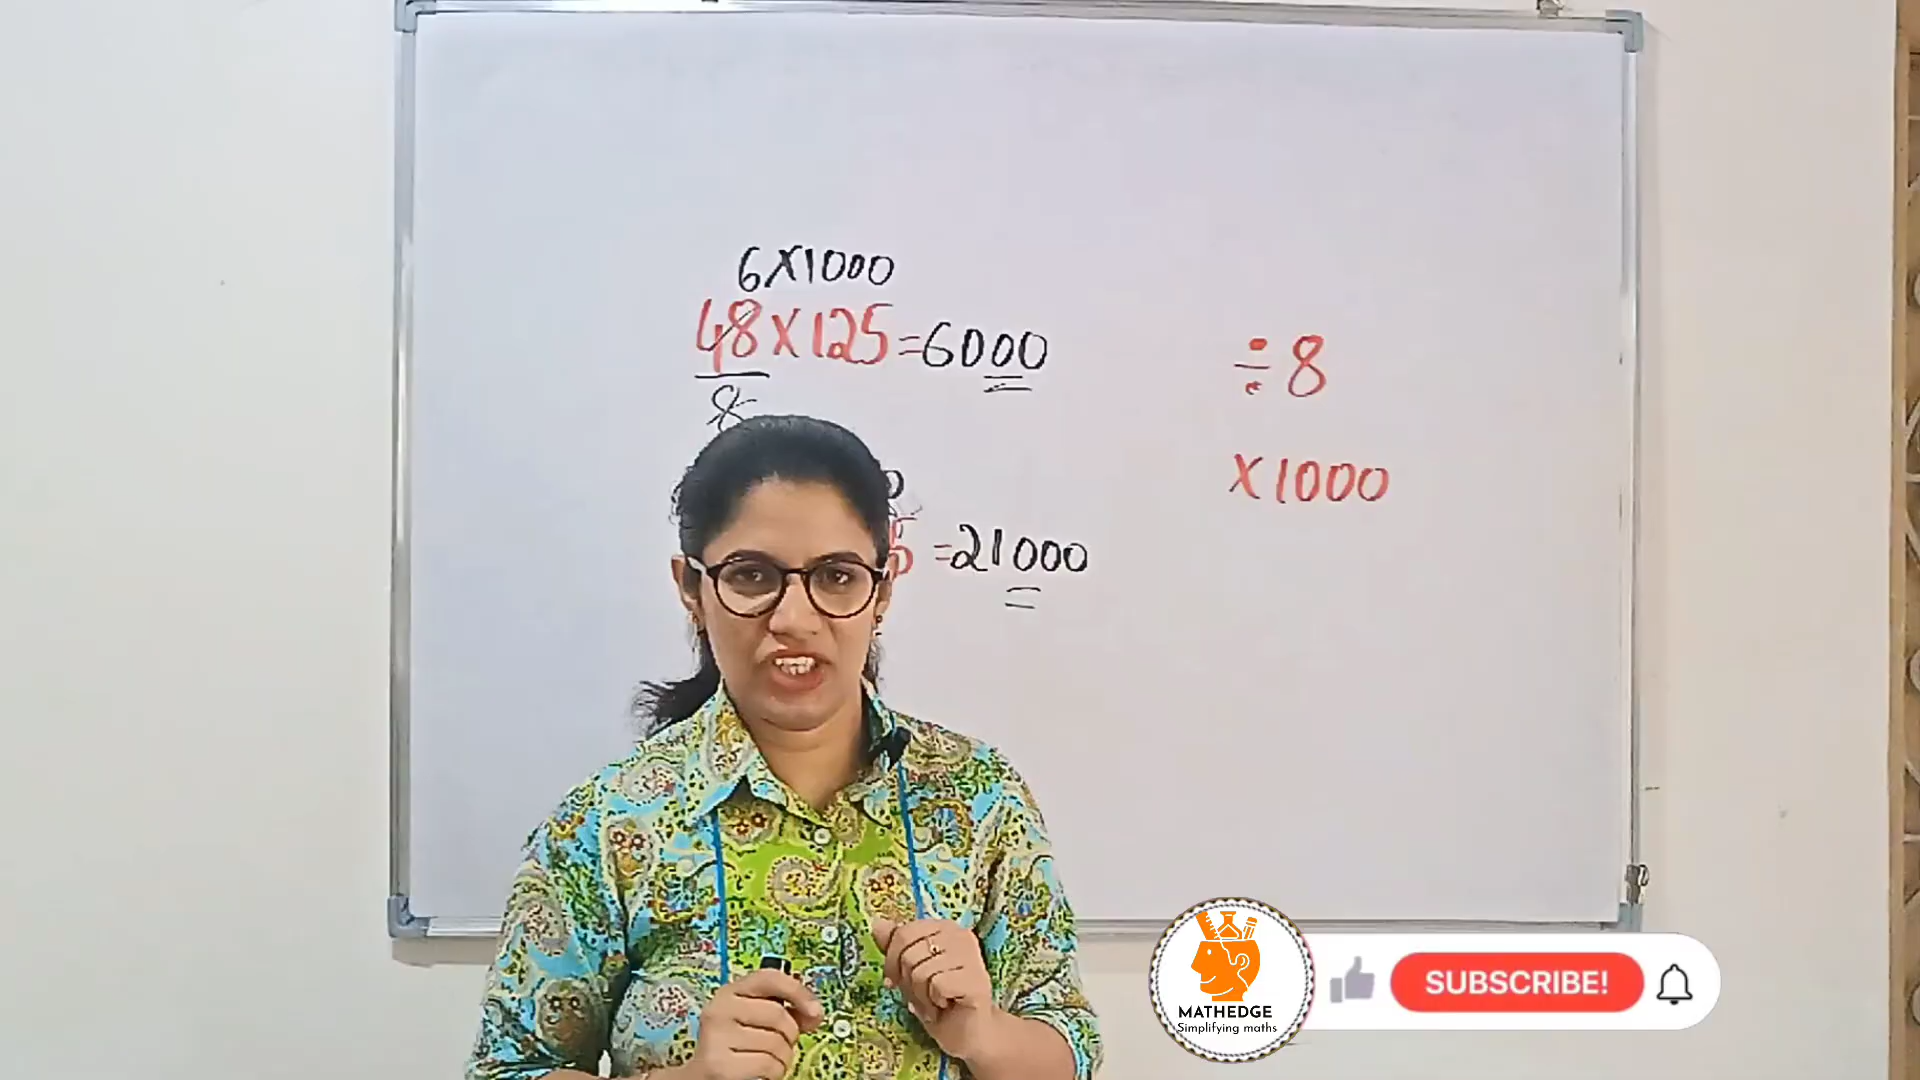 6X1000
48X125=6000
8
÷8
X1000
=21000
MATHEDGE
Simplifying maths
SUBSCRIBE!